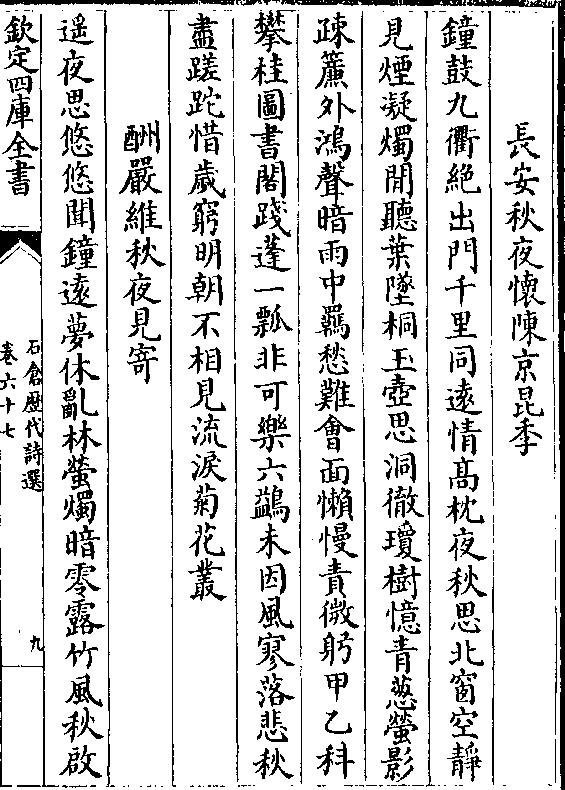 長安秋夜懷陳京昆季
鐘鼓九衢絶出門千里同遠情高枕夜秋思北窗空靜
見煙凝燭閒聽葉墜桐玉壺思洞徹瓊樹憶青葱螢影
疎簾外鴻聲暗雨中羈愁難會面懶慢責微躬甲乙科
攀桂圖書閣踐蓬一瓢非可樂六鷁未因風寥落悲秋
盡蹉跎惜歲窮明朝不相見流淚菊花叢
酬嚴維秋夜見寄
遥夜思悠悠聞鐘遠夢休亂林螢燭暗零露竹風秋啟
欽定四庫全書
石倉歷代詩選
卷六十七
九